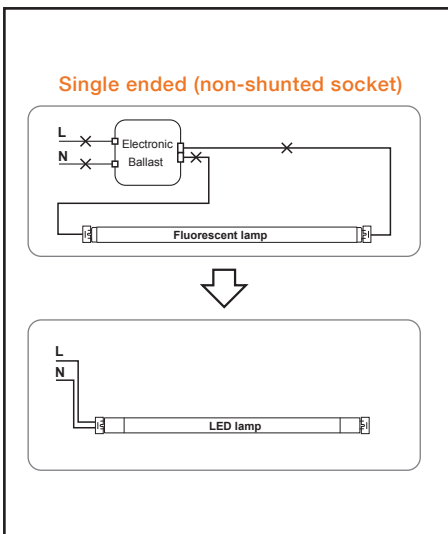 Single ended (non-shunted socket)
L
N
Electronic
Ballast
Fluorescent lamp
L
N
LED lamp